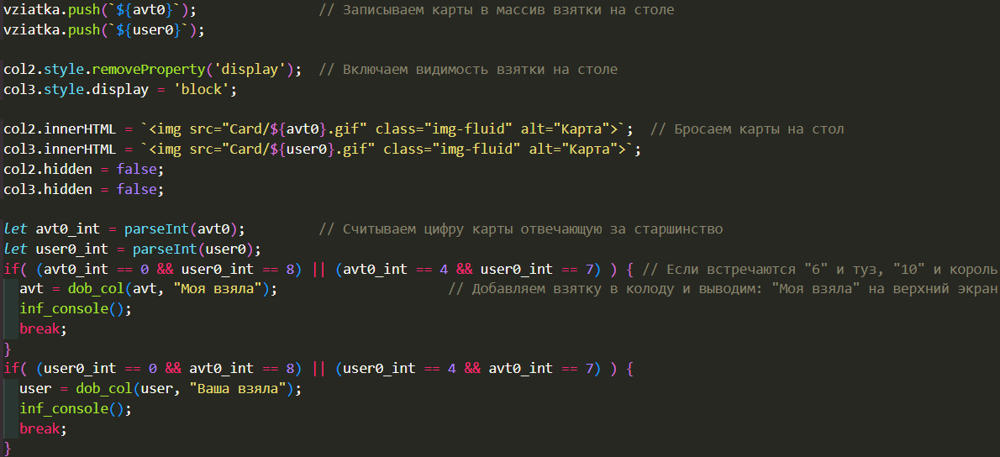 vziatka.push(`${avt0}`);               // Записываем карты в массив взятки на столе
vziatka.push(`${user0}`);

col2.style.removeProperty('display');  // Включаем видимость взятки на столе
col3.style.display = 'block';

col2.innerHTML = `<img src="Card/${avt0}.gif" class="img-fluid" alt="Карта">`;  // Бросаем карты на стол
col3.innerHTML = `<img src="Card/${user0}.gif" class="img-fluid" alt="Карта">`;
col2.hidden = false;
col3.hidden = false;

let avt0_int = parseInt(avt0);         // Считываем цифру карты отвечающую за старшинство
let user0_int = parseInt(user0);
if( (avt0_int == 0 && user0_int == 8) || (avt0_int == 4 && user0_int == 7) ) { // Если встречаются "6" и туз, "10" и король
  avt = dob_col(avt, "Моя взяла");                     // Добавляем взятку в колоду и выводим: "Моя взяла" на верхний экран
  inf_console();
  break;
}
if( (user0_int == 0 && avt0_int == 8) || (user0_int == 4 && avt0_int == 7) ) {
  user = dob_col(user, "Ваша взяла");
  inf_console();
  break;
}